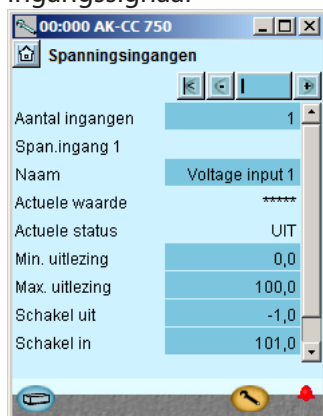 00:000 AK-CC 750
Spanningsingangen
Aantal ingangen 1
Span.ingang 1
Naam Voltage input 1
Actuele waarde *****
Actuele status UIT
Min. uitlezing 0,0
Max. uitlezing 100,0
Schakel uit -1,0
Schakel in 101,0